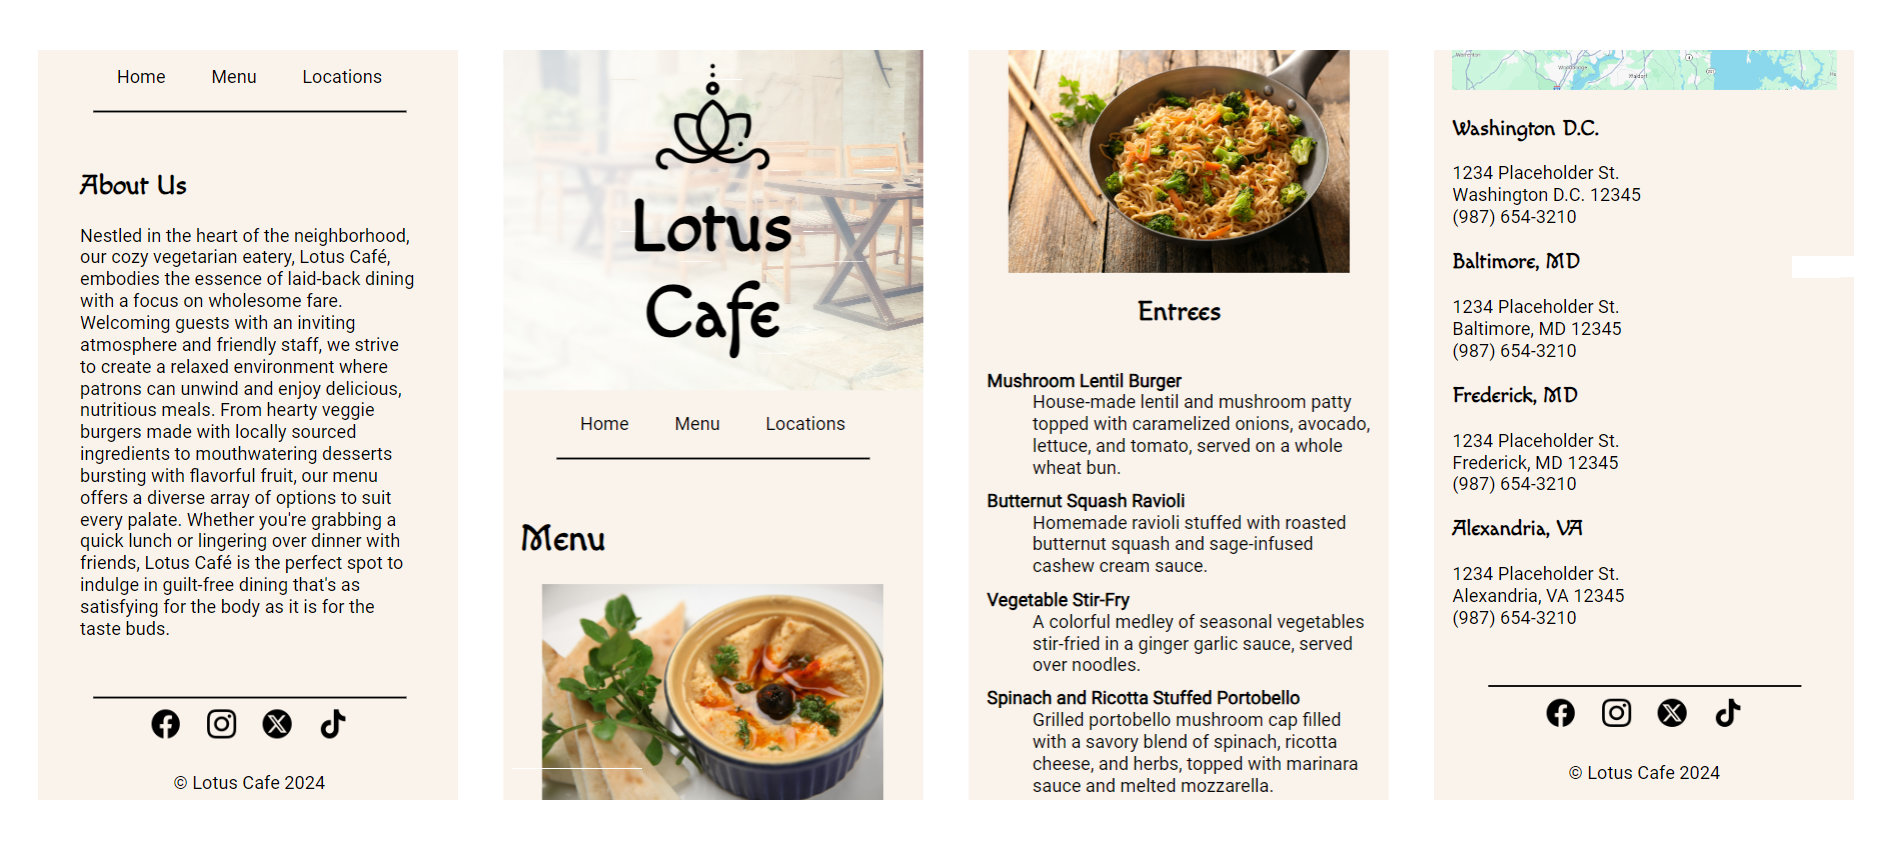 Home Menu Locations
About Us
Nestled in the heart of the neighborhood,
our cozy vegetarian eatery, Lotus Café,
embodies the essence of laid-back dining
with a focus on wholesome fare.
Welcoming guests with an inviting
atmosphere and friendly staff, we strive
to create a relaxed environment where
patrons can unwind and enjoy delicious,
nutritious meals. From hearty veggie
burgers made with locally sourced
ingredients to mouthwatering desserts
bursting with flavorful fruit, our menu
offers a diverse array of options to suit
every palate. Whether you're grabbing a
quick lunch or lingering over dinner with
friends, Lotus Café is the perfect spot to
indulge in guilt-free dining that's as
satisfying for the body as it is for the
taste buds.
© Lotus Cafe 2024
Lotus
Cafe
Home Menu Locations
Menu
Entrees
Mushroom Lentil Burger
House-made lentil and mushroom patty
topped with caramelized onions, avocado,
lettuce, and tomato, served on a whole
wheat bun.
Butternut Squash Ravioli
Homemade ravioli stuffed with roasted
butternut squash and sage-infused
cashew cream sauce.
Vegetable Stir-Fry
A colorful medley of seasonal vegetables
stir-fried in a ginger garlic sauce, served
over noodles.
Spinach and Ricotta Stuffed Portobello
Grilled portobello mushroom cap filled
with a savory blend of spinach, ricotta
cheese, and herbs, topped with marinara
sauce and melted mozzarella.
Waldorf
Washington D.C.
1234 Placeholder St.
Washington D.C. 12345
(987) 654-3210
Baltimore, MD
1234 Placeholder St.
Baltimore, MD 12345
(987) 654-3210
Frederick, MD
1234 Placeholder St.
Frederick, MD 12345
(987) 654-3210
Alexandria, VA
1234 Placeholder St.
Alexandria, VA 12345
(987) 654-3210
© Lotus Cafe 2024